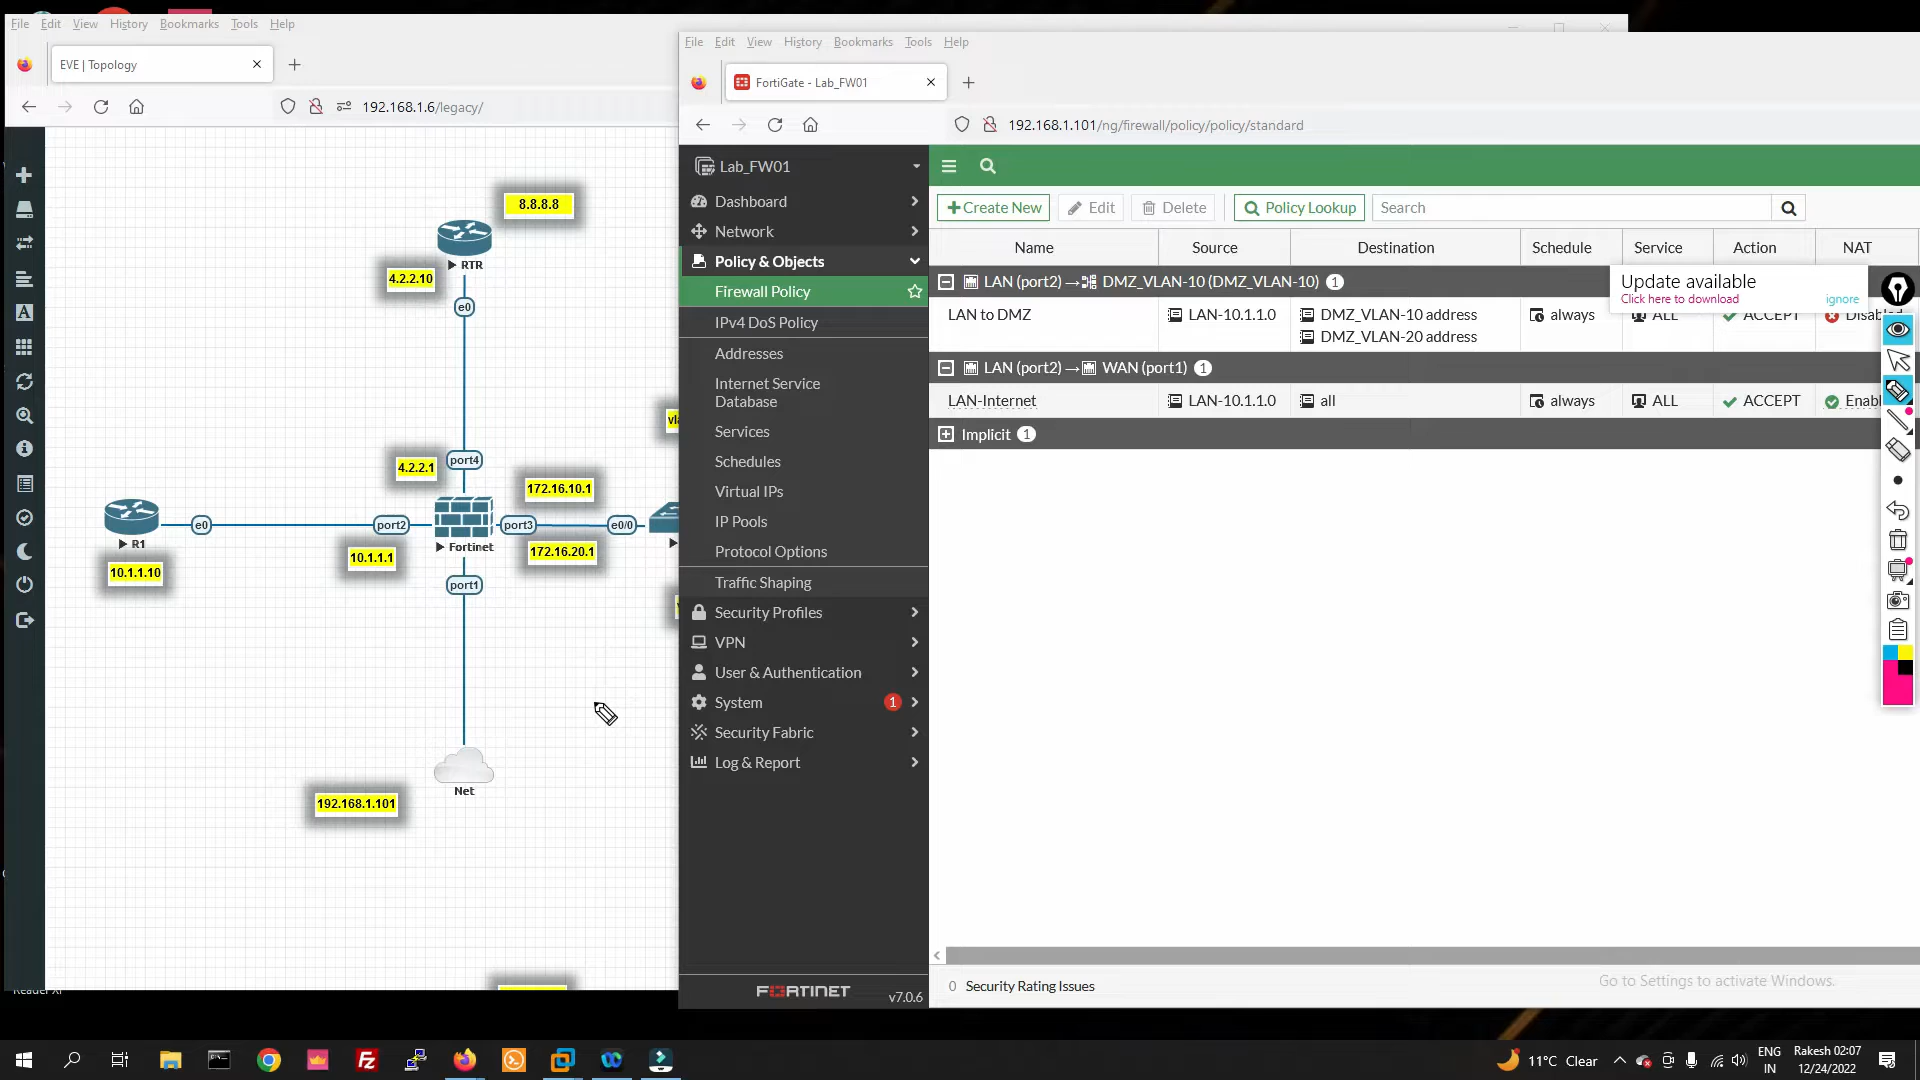 File Edit View History Bookmarks Tools Help
EVE | Topology
192.168.1.6/legacy/
8.8.8.8
RTR
4.2.2.10
e0
4.2.2.1
port4
172.16.10.1
R1
e0
port2
port3
e0/0
Fortinet
10.1.1.10
10.1.1.1
172.16.20.1
port1
Net
192.168.1.101
File Edit View History Bookmarks Tools Help
FortiGate - Lab_FW01
192.168.1.101/ng/firewall/policy/policy/standard
Lab_FW01
Dashboard
Network
Policy & Objects
Firewall Policy
IPv4 DoS Policy
Addresses
Internet Service
Database
Services
Schedules
Virtual IPs
IP Pools
Protocol Options
Traffic Shaping
Security Profiles
VPN
User & Authentication
System 1
Security Fabric
Log & Report
FORTINET
v7.0.6
Create New Edit Delete Policy Lookup Search
Name Source Destination Schedule Service Action NAT
LAN (port2) → DMZ_VLAN-10 (DMZ_VLAN-10) 1
LAN to DMZ LAN-10.1.1.0 DMZ_VLAN-10 address always ALL ACCEPT
DMZ_VLAN-20 address
LAN (port2) → WAN (port1) 1
LAN-Internet LAN-10.1.1.0 all always ALL ACCEPT Enabl
Implicit 1
Update available
Click here to download ignore
0 Security Rating Issues
Go to Settings to activate Windows.
11°C Clear
ENG
IN
Rakesh 02:07
12/24/2022